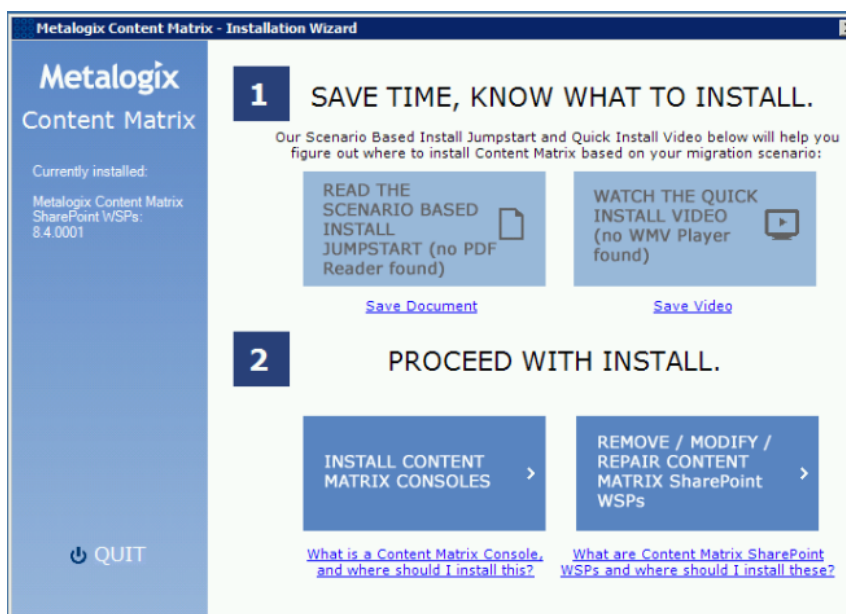 Metalogix Content Matrix - Installation Wizard
Metalogix
Content Matrix
Currently installed:
Metalogix Content Matrix
SharePoint WSPs:
8.4.0001
QUIT
1
SAVE TIME, KNOW WHAT TO INSTALL.
Our Scenario Based Install Jumpstart and Quick Install Video below will help you
figure out where to install Content Matrix based on your migration scenario:
READ THE
SCENARIO BASED
INSTALL
JUMPSTART (no PDF
Reader found)
Save Document
WATCH THE QUICK
INSTALL VIDEO
(no WMV Player
found)
Save Video
2
PROCEED WITH INSTALL.
INSTALL CONTENT
MATRIX CONSOLES
What is a Content Matrix Console,
and where should I install this?
REMOVE / MODIFY /
REPAIR CONTENT
MATRIX SharePoint
WSPs
What are Content Matrix SharePoint
WSPs and where should I install these?